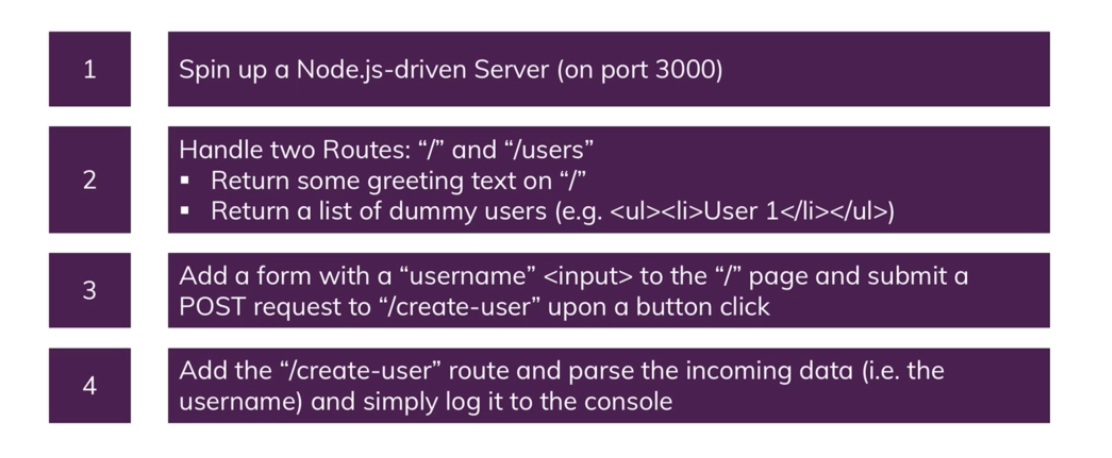 1
Spin up a Node.js-driven Server (on port 3000)
2
Handle two Routes: “/” and “/users”
▪ Return some greeting text on “/”
▪ Return a list of dummy users (e.g. <ul><li>User 1</li></ul>)
3
Add a form with a “username” <input> to the “/” page and submit a
POST request to “/create-user” upon a button click
4
Add the “/create-user” route and parse the incoming data (i.e. the
username) and simply log it to the console